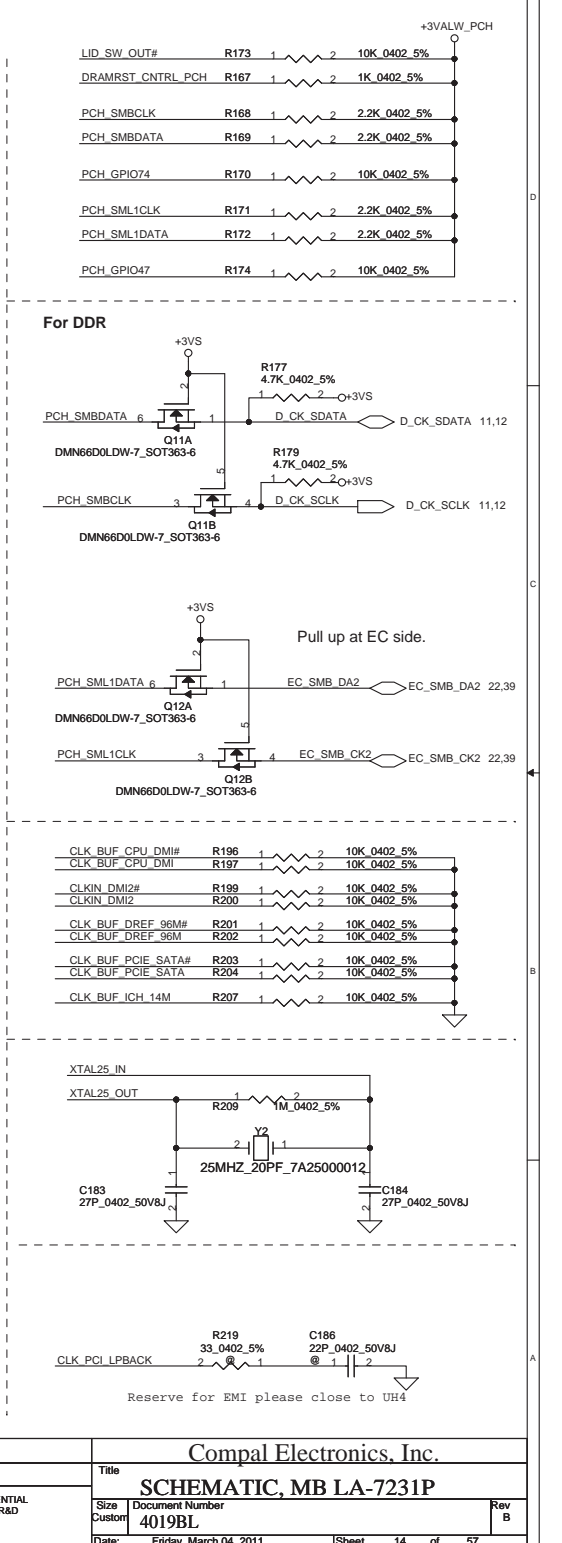 +3VALW_PCH
LID_SW_OUT# R173 1 2 10K_0402_5%
DRAMRST_CNTRL_PCH R167 1 2 1K_0402_5%
PCH_SMBCLK R168 1 2 2.2K_0402_5%
PCH_SMBDATA R169 1 2 2.2K_0402_5%
PCH_GPIO74 R170 1 2 10K_0402_5%
PCH_SML1CLK R171 1 2 2.2K_0402_5%
PCH_SML1DATA R172 1 2 2.2K_0402_5%
PCH_GPIO47 R174 1 2 10K_0402_5%
D
For DDR
+3VS
R177
4.7K_0402_5%
2 1 2 +3VS
PCH_SMBDATA 6 1 D_CK_SDATA D_CK_SDATA 11,12
Q11A
DMN66D0LDW-7_SOT363-6
R179
4.7K_0402_5%
5 1 2 +3VS
PCH_SMBCLK 3 4 D_CK_SCLK D_CK_SCLK 11,12
Q11B
DMN66D0LDW-7_SOT363-6
C
+3VS
Pull up at EC side.
2
PCH_SML1DATA 6 1 EC_SMB_DA2 EC_SMB_DA2 22,39
Q12A
DMN66D0LDW-7_SOT363-6
5
PCH_SML1CLK 3 4 EC_SMB_CK2 EC_SMB_CK2 22,39
Q12B
DMN66D0LDW-7_SOT363-6
CLK_BUF_CPU_DMI# R196 1 2 10K_0402_5%
CLK_BUF_CPU_DMI R197 1 2 10K_0402_5%
CLKIN_DMI2# R199 1 2 10K_0402_5%
CLKIN_DMI2 R200 1 2 10K_0402_5%
CLK_BUF_DREF_96M# R201 1 2 10K_0402_5%
CLK_BUF_DREF_96M R202 1 2 10K_0402_5%
CLK_BUF_PCIE_SATA# R203 1 2 10K_0402_5%
CLK_BUF_PCIE_SATA R204 1 2 10K_0402_5%
B
CLK_BUF_ICH_14M R207 1 2 10K_0402_5%
XTAL25_IN
XTAL25_OUT
R209 1 2 1M_0402_5%
Y2
2 1
25MHZ_20PF_7A25000012
1 1
C183 C184
27P_0402_50V8J 27P_0402_50V8J
2 2
R219 C186
33_0402_5% 22P_0402_50V8J
CLK_PCI_LPBACK 2 @ 1 @ 1 2
A
Reserve for EMI please close to UH4
Compal Electronics, Inc.
Title
SCHEMATIC, MB LA-7231P
NTIAL
R&D
Size Document Number Rev
Custom 4019BL B
Date: Friday, March 04, 2011 Sheet 14 of 57